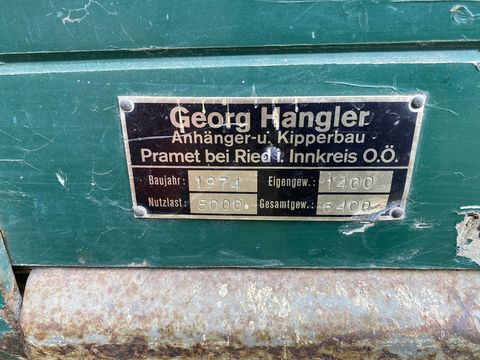 Georg Hangler
Anhänger-u. Kipperbau
Pramet bei Ried i. Innkreis O.Ö.
Baujahr: 1974 Eigengew.: 1400
Nutzlast: 5000. Gesamtgew.: 6400